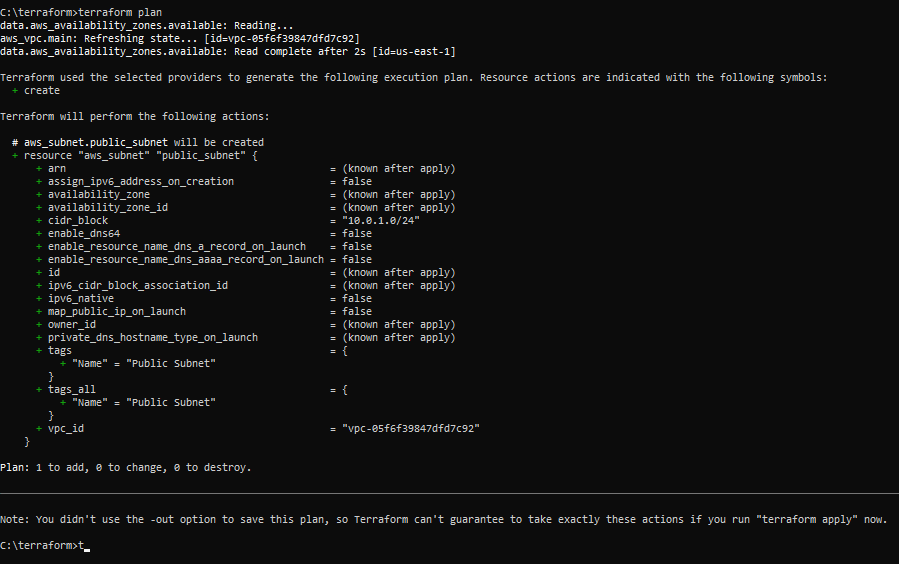 C:\terraform>terraform plan
data.aws_availability_zones.available: Reading...
aws_vpc.main: Refreshing state... [id=vpc-05f6f39847dfd7c92]
data.aws_availability_zones.available: Read complete after 2s [id=us-east-1]
Terraform used the selected providers to generate the following execution plan. Resource actions are indicated with the following symbols:
+ create
Terraform will perform the following actions:
# aws_subnet.public_subnet will be created
+ resource "aws_subnet" "public_subnet" {
+ arn = (known after apply)
+ assign_ipv6_address_on_creation = false
+ availability_zone = (known after apply)
+ availability_zone_id = (known after apply)
+ cidr_block = "10.0.1.0/24"
+ enable_dns64 = false
+ enable_resource_name_dns_a_record_on_launch = false
+ enable_resource_name_dns_aaaa_record_on_launch = false
+ id = (known after apply)
+ ipv6_cidr_block_association_id = (known after apply)
+ ipv6_native = false
+ map_public_ip_on_launch = false
+ owner_id = (known after apply)
+ private_dns_hostname_type_on_launch = (known after apply)
+ tags = {
+ "Name" = "Public Subnet"
}
+ tags_all = {
+ "Name" = "Public Subnet"
}
+ vpc_id = "vpc-05f6f39847dfd7c92"
}
Plan: 1 to add, 0 to change, 0 to destroy.
Note: You didn't use the -out option to save this plan, so Terraform can't guarantee to take exactly these actions if you run "terraform apply" now.
C:\terraform>t